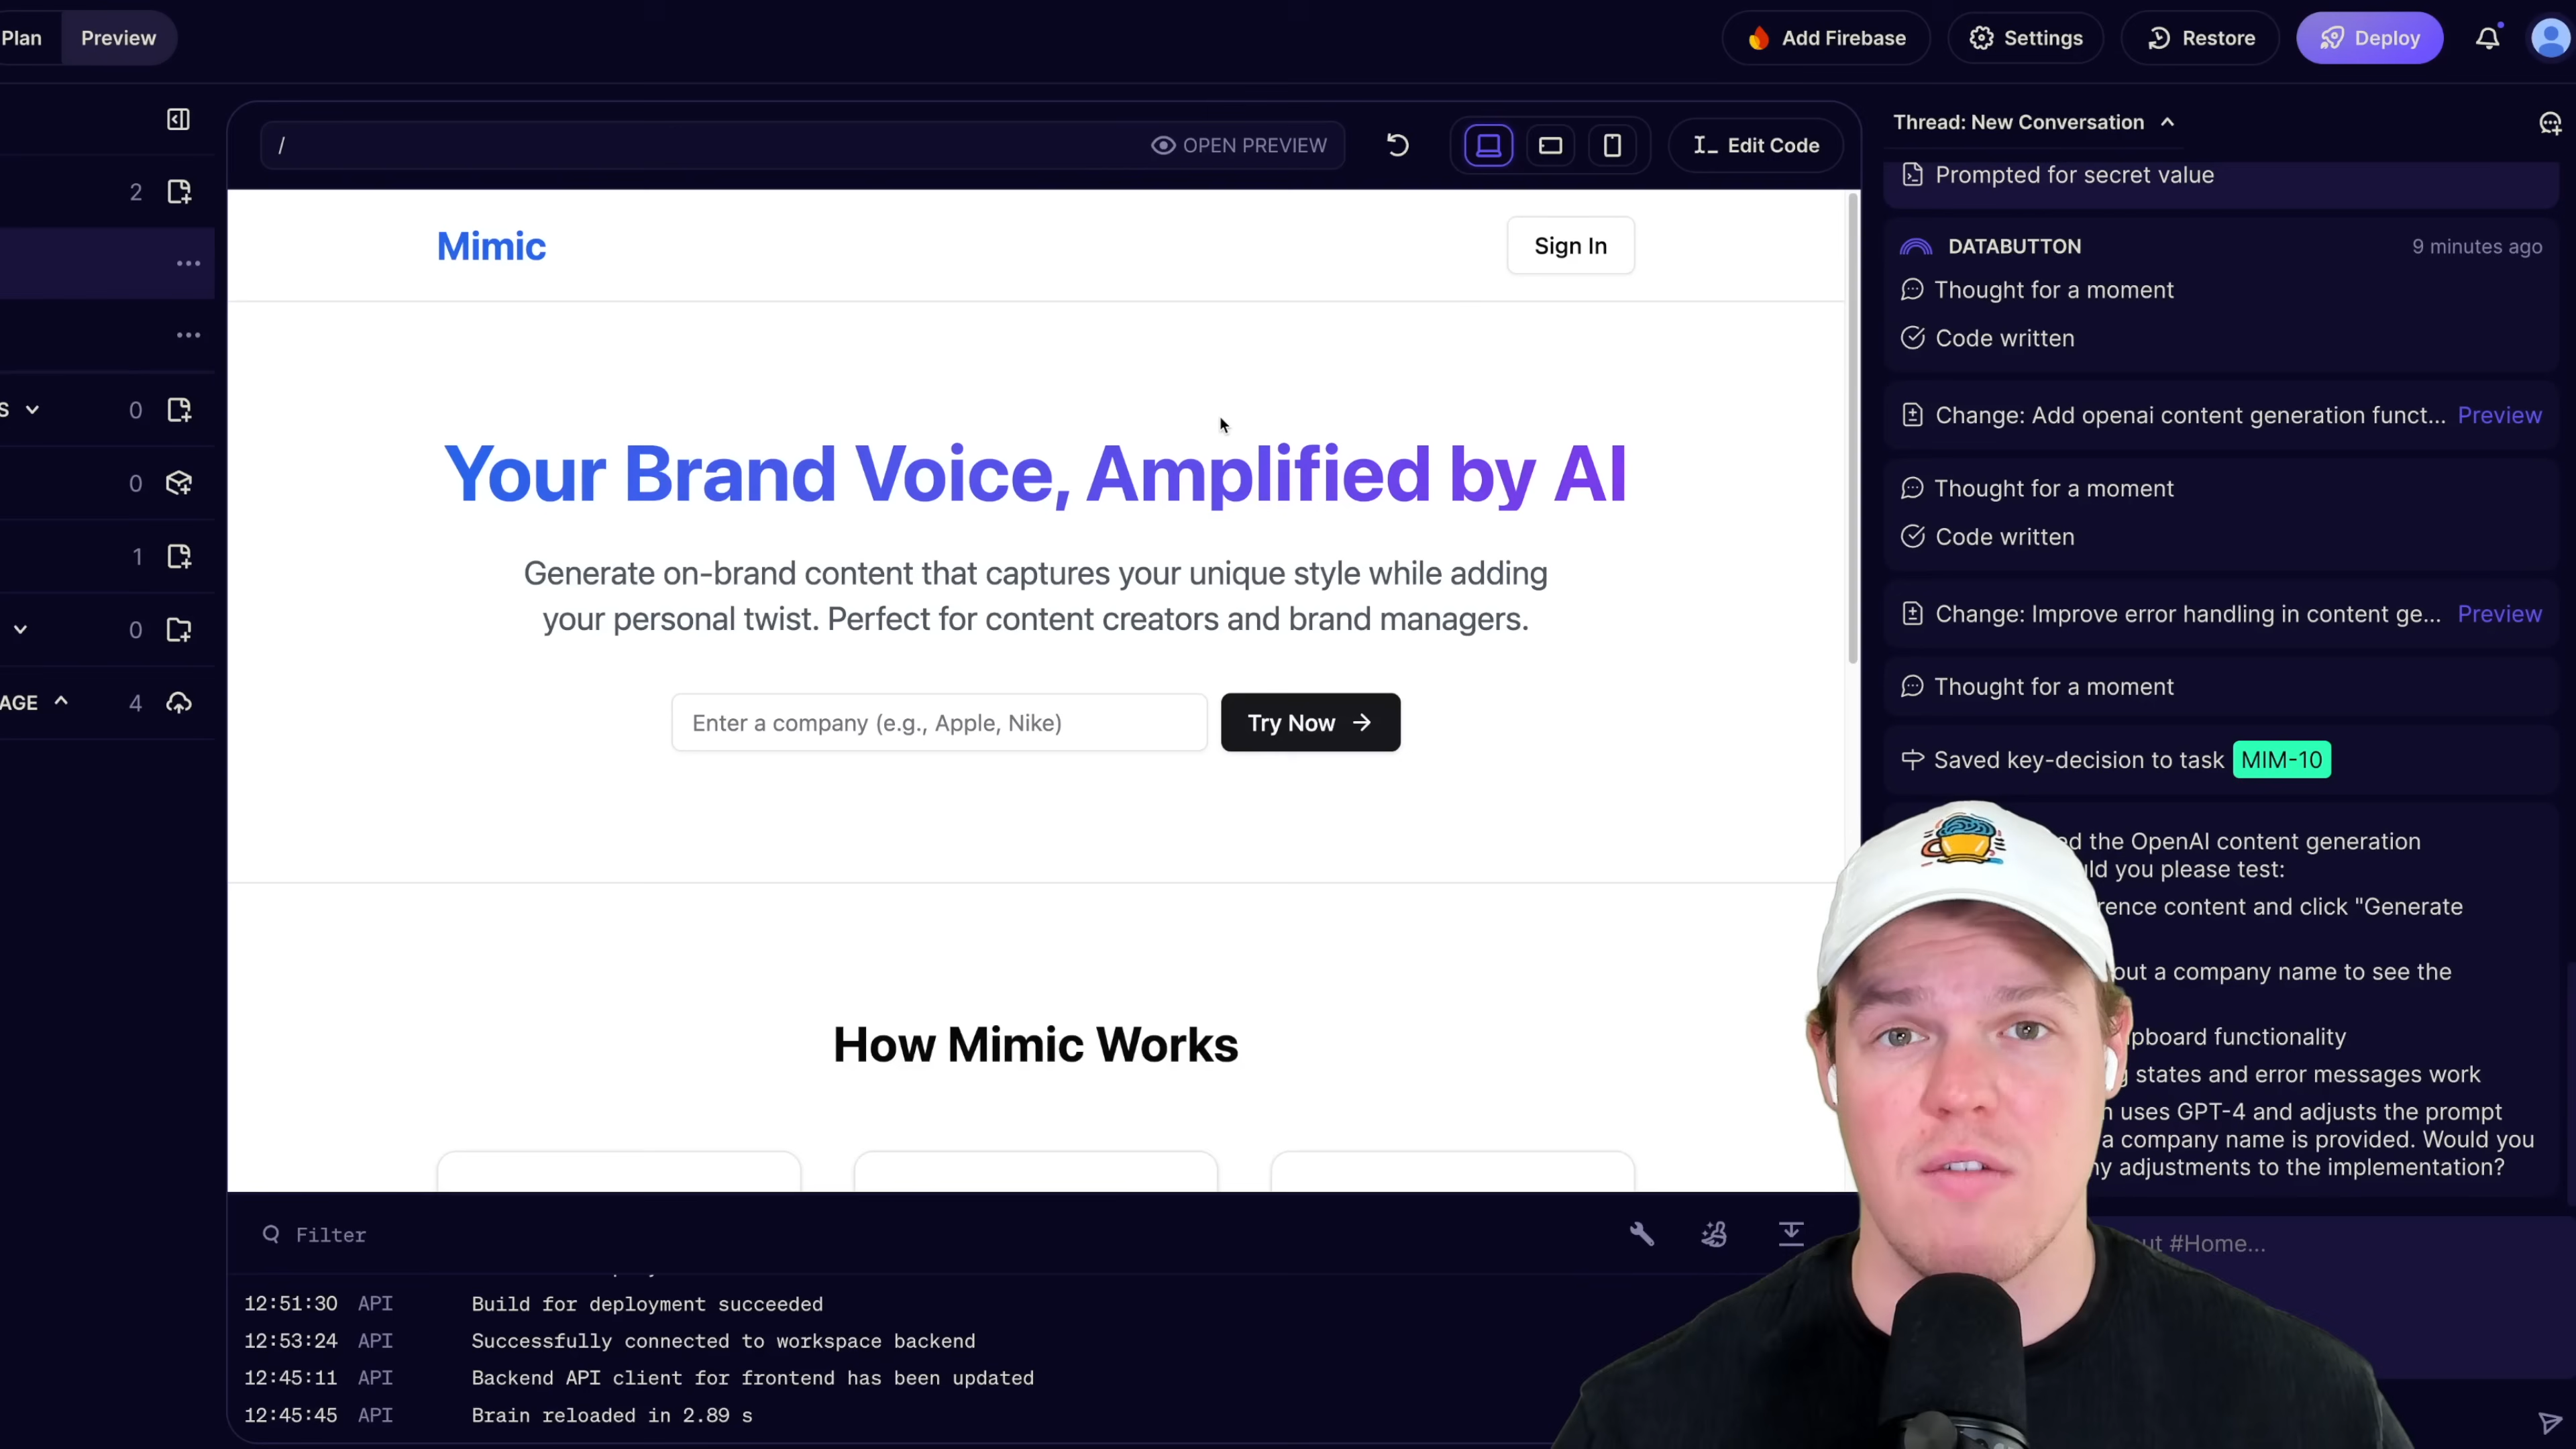 Plan
Preview
Add Firebase
Settings
Restore
Deploy
/
OPEN PREVIEW
Edit Code
Thread: New Conversation
2
S
0
0
1
0
AGE
4
Mimic
Sign In
Your Brand Voice, Amplified by AI
Generate on-brand content that captures your unique style while adding
your personal twist. Perfect for content creators and brand managers.
Enter a company (e.g., Apple, Nike)
Try Now
How Mimic Works
Prompted for secret value
DATABUTTON
9 minutes ago
Thought for a moment
Code written
Change: Add openai content generation funct... Preview
Thought for a moment
Code written
Change: Improve error handling in content ge... Preview
Thought for a moment
Saved key-decision to task MIM-10
the OpenAI content generation
you please test:
content and click "Generate
a company name to see the
functionality
states and error messages work
uses GPT-4 and adjusts the prompt
a company name is provided. Would you
adjustments to the implementation?
#Home...
Filter
12:51:30 API Build for deployment succeeded
12:53:24 API Successfully connected to workspace backend
12:45:11 API Backend API client for frontend has been updated
12:45:45 API Brain reloaded in 2.89 s